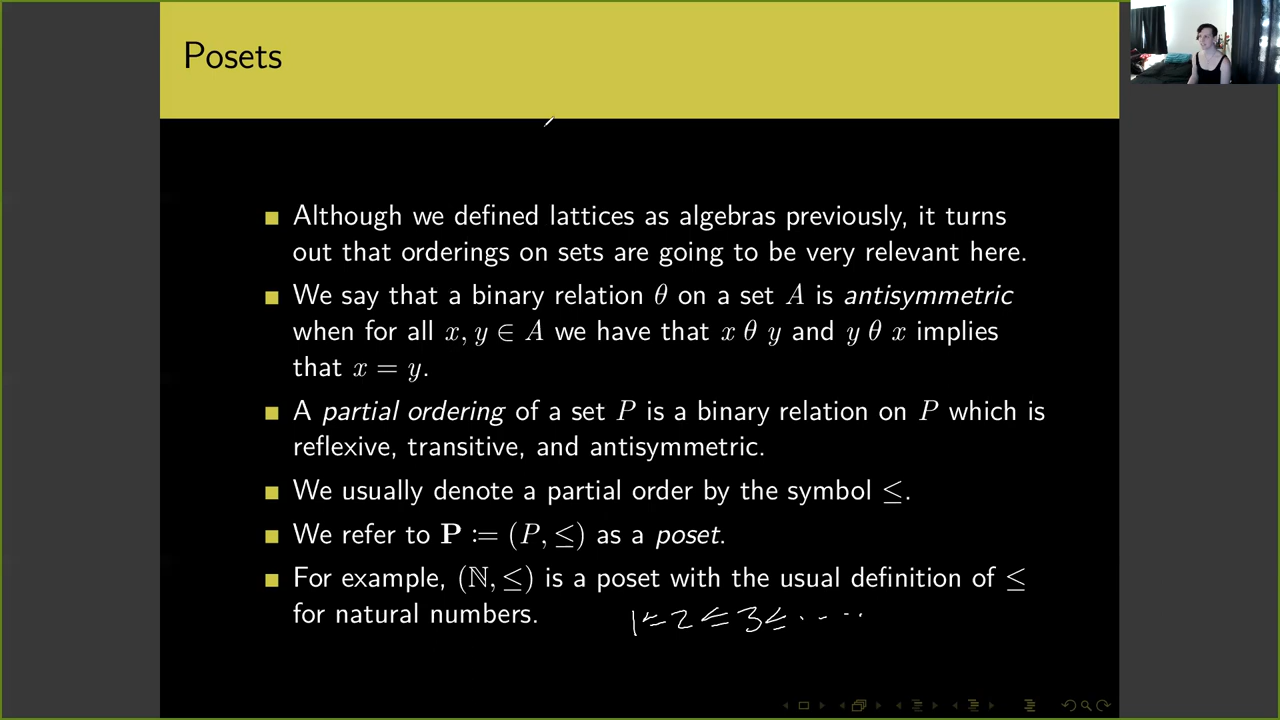 Posets
■ Although we defined lattices as algebras previously, it turns
out that orderings on sets are going to be very relevant here.
■ We say that a binary relation θ on a set A is antisymmetric
when for all x, y ∈ A we have that x θ y and y θ x implies
that x = y.
■ A partial ordering of a set P is a binary relation on P which is
reflexive, transitive, and antisymmetric.
■ We usually denote a partial order by the symbol ≤.
■ We refer to P ≔ (P, ≤) as a poset.
■ For example, (ℕ, ≤) is a poset with the usual definition of ≤
for natural numbers.
1 ≤ 2 ≤ 3 ≤ .....